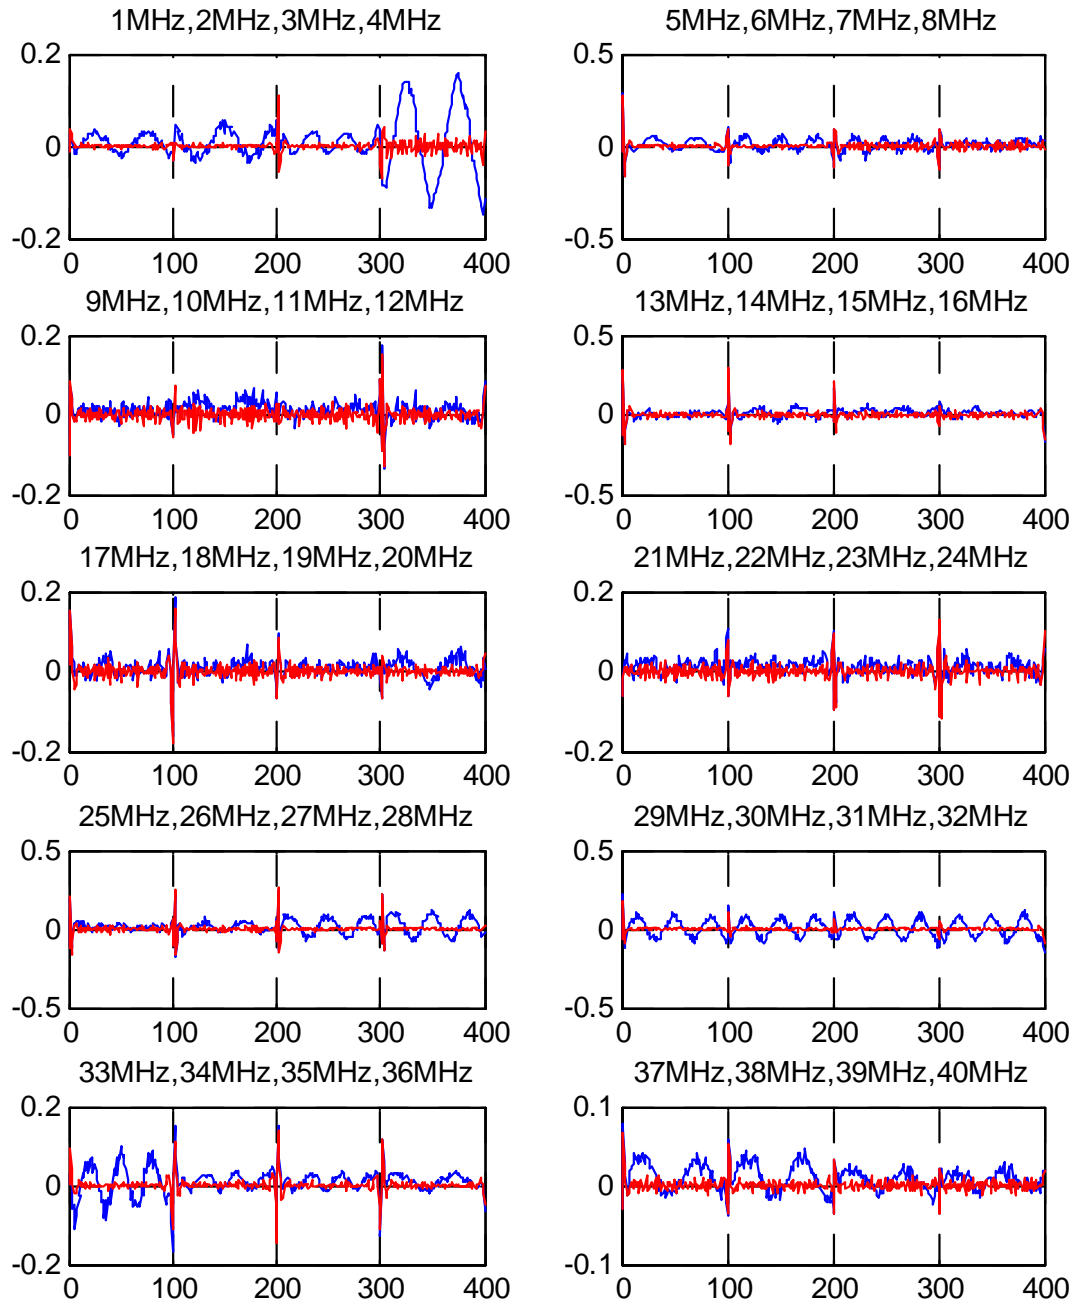 1MHz,2MHz,3MHz,4MHz
0.2
0
-0.2
0 100 200 300 400
5MHz,6MHz,7MHz,8MHz
0.5
0
-0.5
0 100 200 300 400
9MHz,10MHz,11MHz,12MHz
0.2
0
-0.2
0 100 200 300 400
13MHz,14MHz,15MHz,16MHz
0.5
0
-0.5
0 100 200 300 400
17MHz,18MHz,19MHz,20MHz
0.2
0
-0.2
0 100 200 300 400
21MHz,22MHz,23MHz,24MHz
0.2
0
-0.2
0 100 200 300 400
25MHz,26MHz,27MHz,28MHz
0.5
0
-0.5
0 100 200 300 400
29MHz,30MHz,31MHz,32MHz
0.5
0
-0.5
0 100 200 300 400
33MHz,34MHz,35MHz,36MHz
0.2
0
-0.2
0 100 200 300 400
37MHz,38MHz,39MHz,40MHz
0.1
0
-0.1
0 100 200 300 400